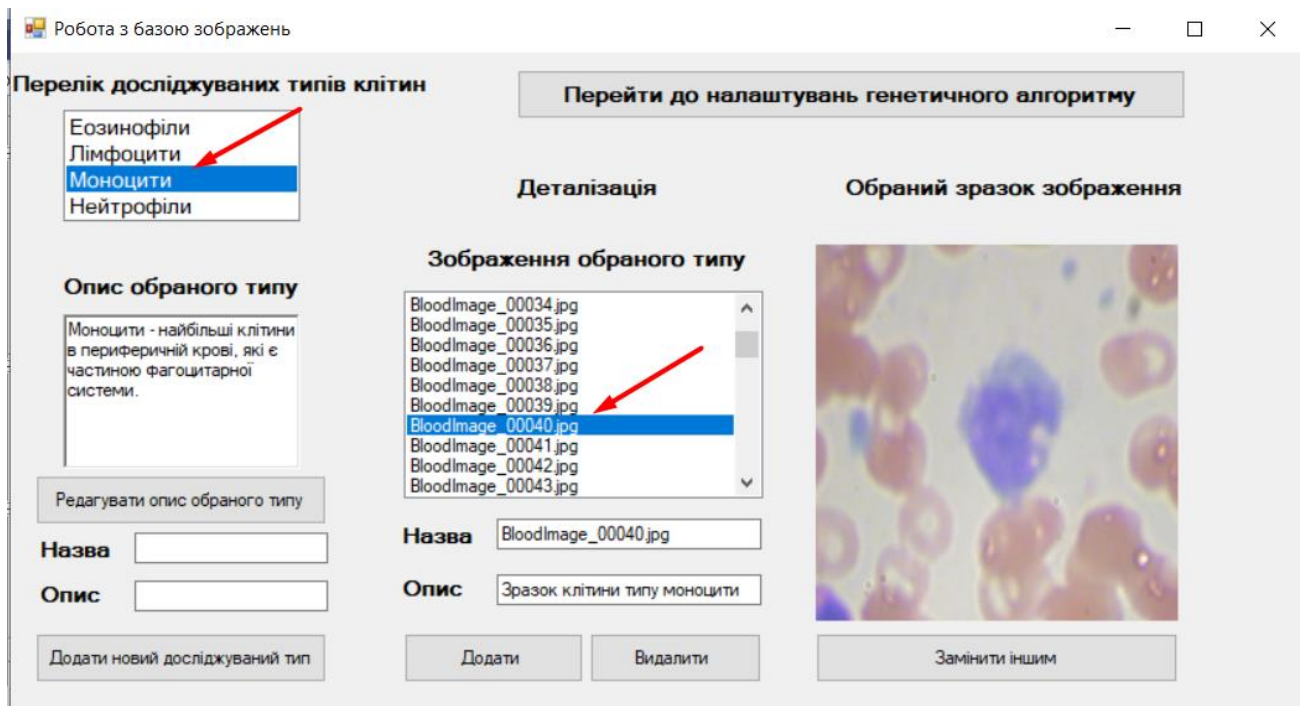 Робота з базою зображень
Перелік досліджуваних типів клітин
Перейти до налаштувань генетичного алгоритму
Еозинофіли
Лімфоцити
Моноцити
Нейтрофіли
Деталізація
Обраний зразок зображення
Зображення обраного типу
Опис обраного типу
Моноцити - найбільші клітини
в периферичній крові, які є
частиною фагоцитарної
системи.
BloodImage_00034.jpg
BloodImage_00035.jpg
BloodImage_00036.jpg
BloodImage_00037.jpg
BloodImage_00038.jpg
BloodImage_00039.jpg
BloodImage_00040.jpg
BloodImage_00041.jpg
BloodImage_00042.jpg
BloodImage_00043.jpg
Редагувати опис обраного типу
Назва
Опис
Назва BloodImage_00040.jpg
Опис Зразок клітини типу моноцити
Додати новий досліджуваний тип
Додати
Видалити
Замінити іншим